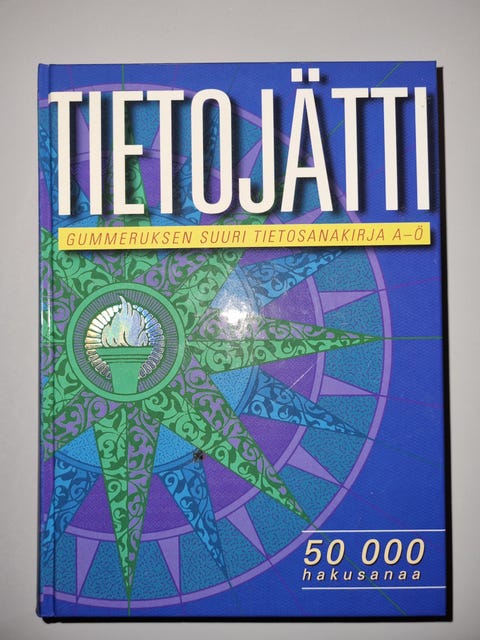 TIETOJÄTTI
GUMMERUKSEN SUURI TIETOSANAKIRJA A–Ö
50 000
hakusanaa